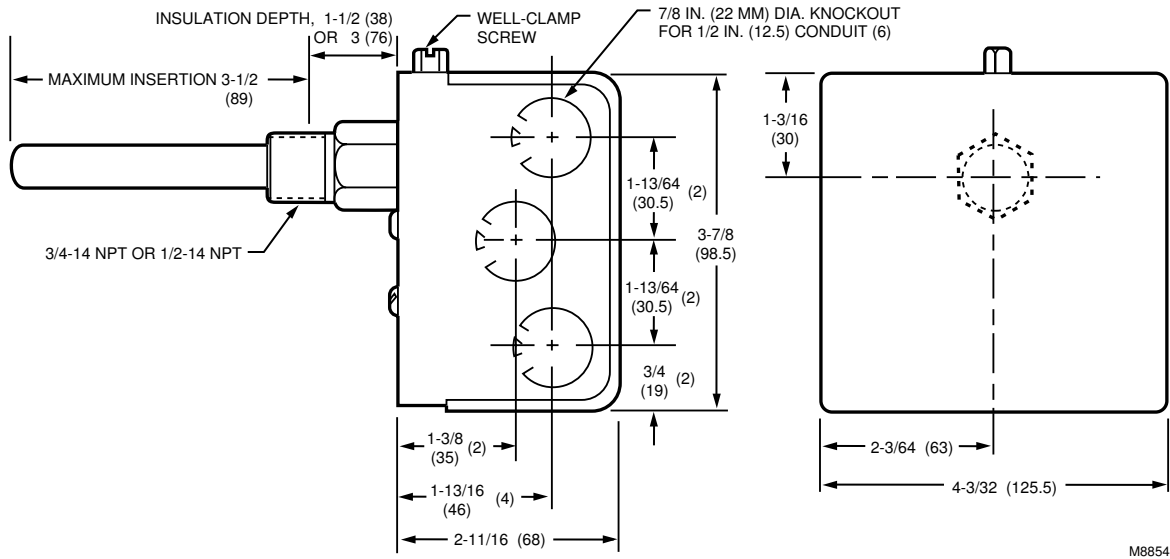 INSULATION DEPTH, 1-1/2 (38)
OR 3 (76)
WELL-CLAMP
SCREW
7/8 IN. (22 MM) DIA. KNOCKOUT
FOR 1/2 IN. (12.5) CONDUIT (6)
MAXIMUM INSERTION 3-1/2
(89)
1-3/16
(30)
1-13/64 (2)
(30.5)
3/4-14 NPT OR 1/2-14 NPT
3-7/8
(98.5)
1-13/64 (2)
(30.5)
3/4 (2)
(19)
1-3/8 (2)
(35)
2-3/64 (63)
1-13/16 (4)
(46)
4-3/32 (125.5)
2-11/16 (68)
M8854